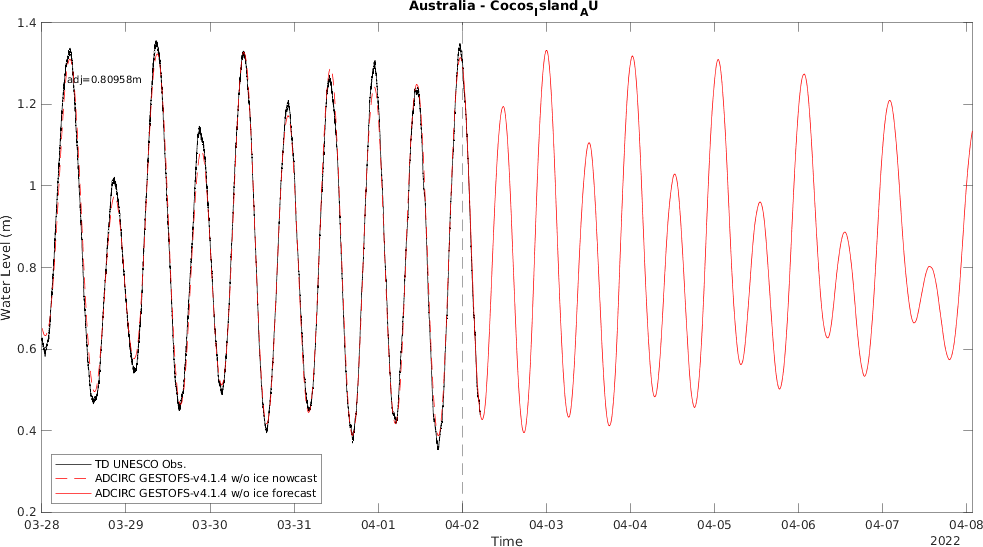 Australia - Cocos_Island_AU
1.4
1.2
1
0.8
0.6
0.4
0.2
Water Level (m)
adj=0.80958m
TD UNESCO Obs.
ADCIRC GESTOFS-v4.1.4 w/o ice nowcast
ADCIRC GESTOFS-v4.1.4 w/o ice forecast
03-28 03-29 03-30 03-31 04-01 04-02 04-03 04-04 04-05 04-06 04-07 04-08
Time
2022